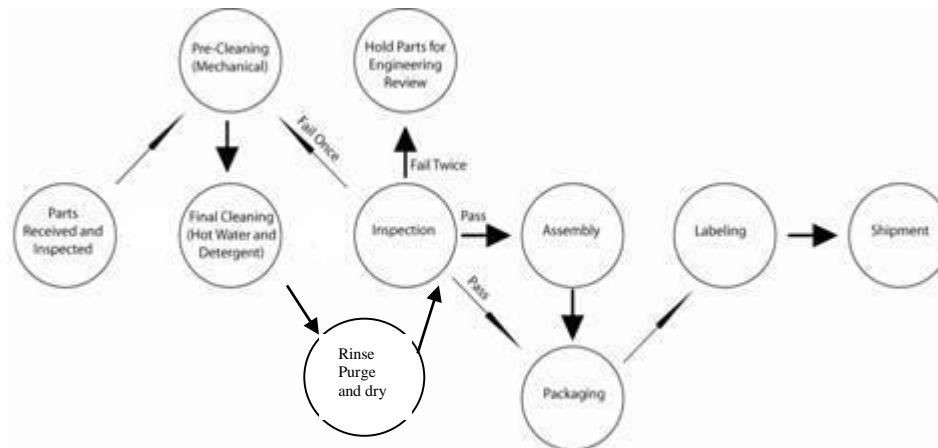 Pre-Cleaning
(Mechanical)
Hold Parts for
Engineering
Review
Fail Once
Fail Twice
Parts
Received and
Inspected
Final Cleaning
(Hot Water and
Detergent)
Inspection
Pass
Assembly
Labeling
Shipment
Pass
Rinse
Purge
and dry
Packaging